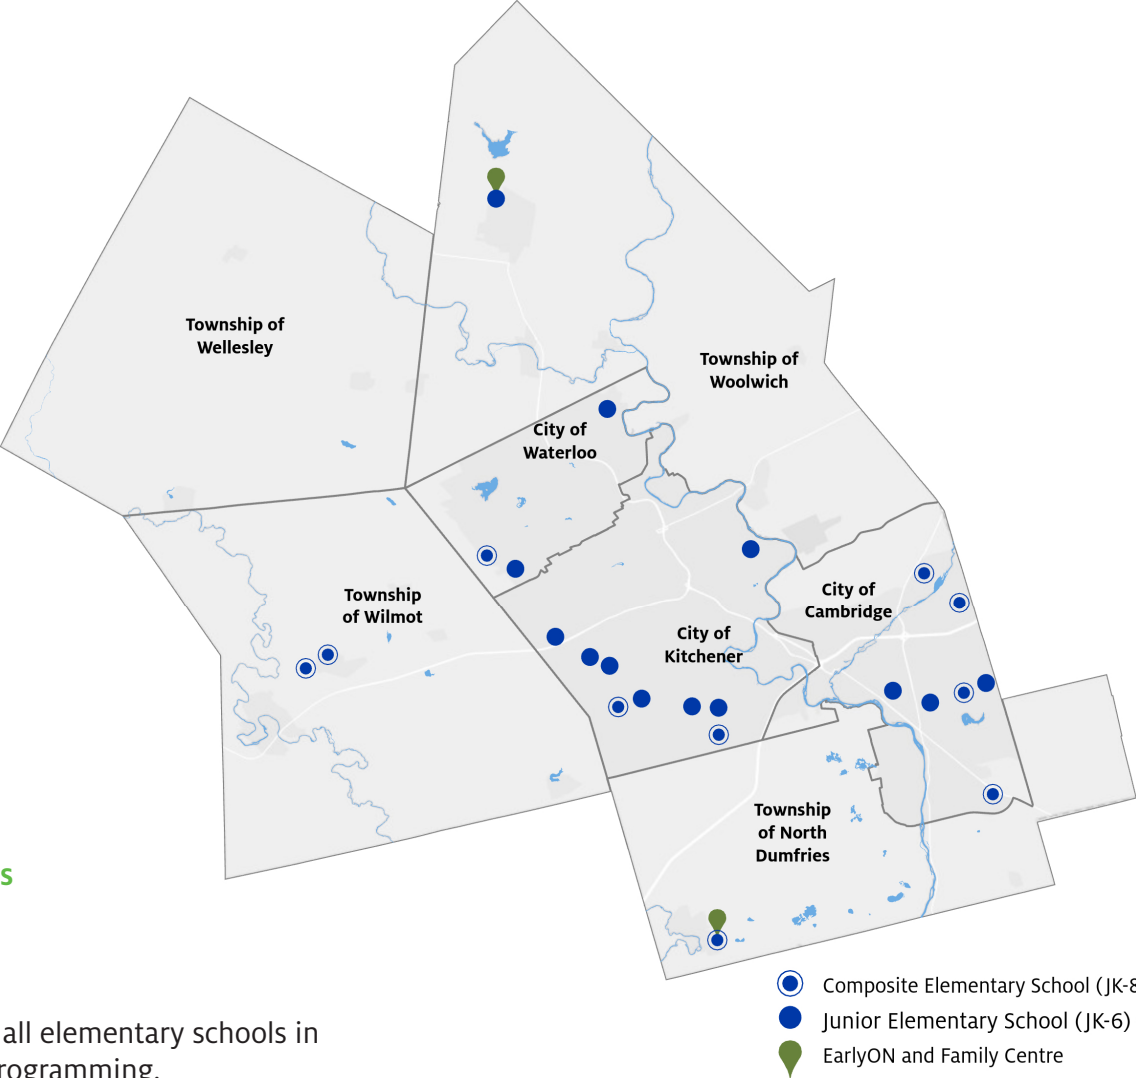 Township of
Wellesley
Township of
Woolwich
City of
Waterloo
Township
of Wilmot
City of
Cambridge
City of
Kitchener
Township
of North
Dumfries
s
all elementary schools in
rogramming.
Composite Elementary School (JK-8
Junior Elementary School (JK-6)
EarlyON and Family Centre